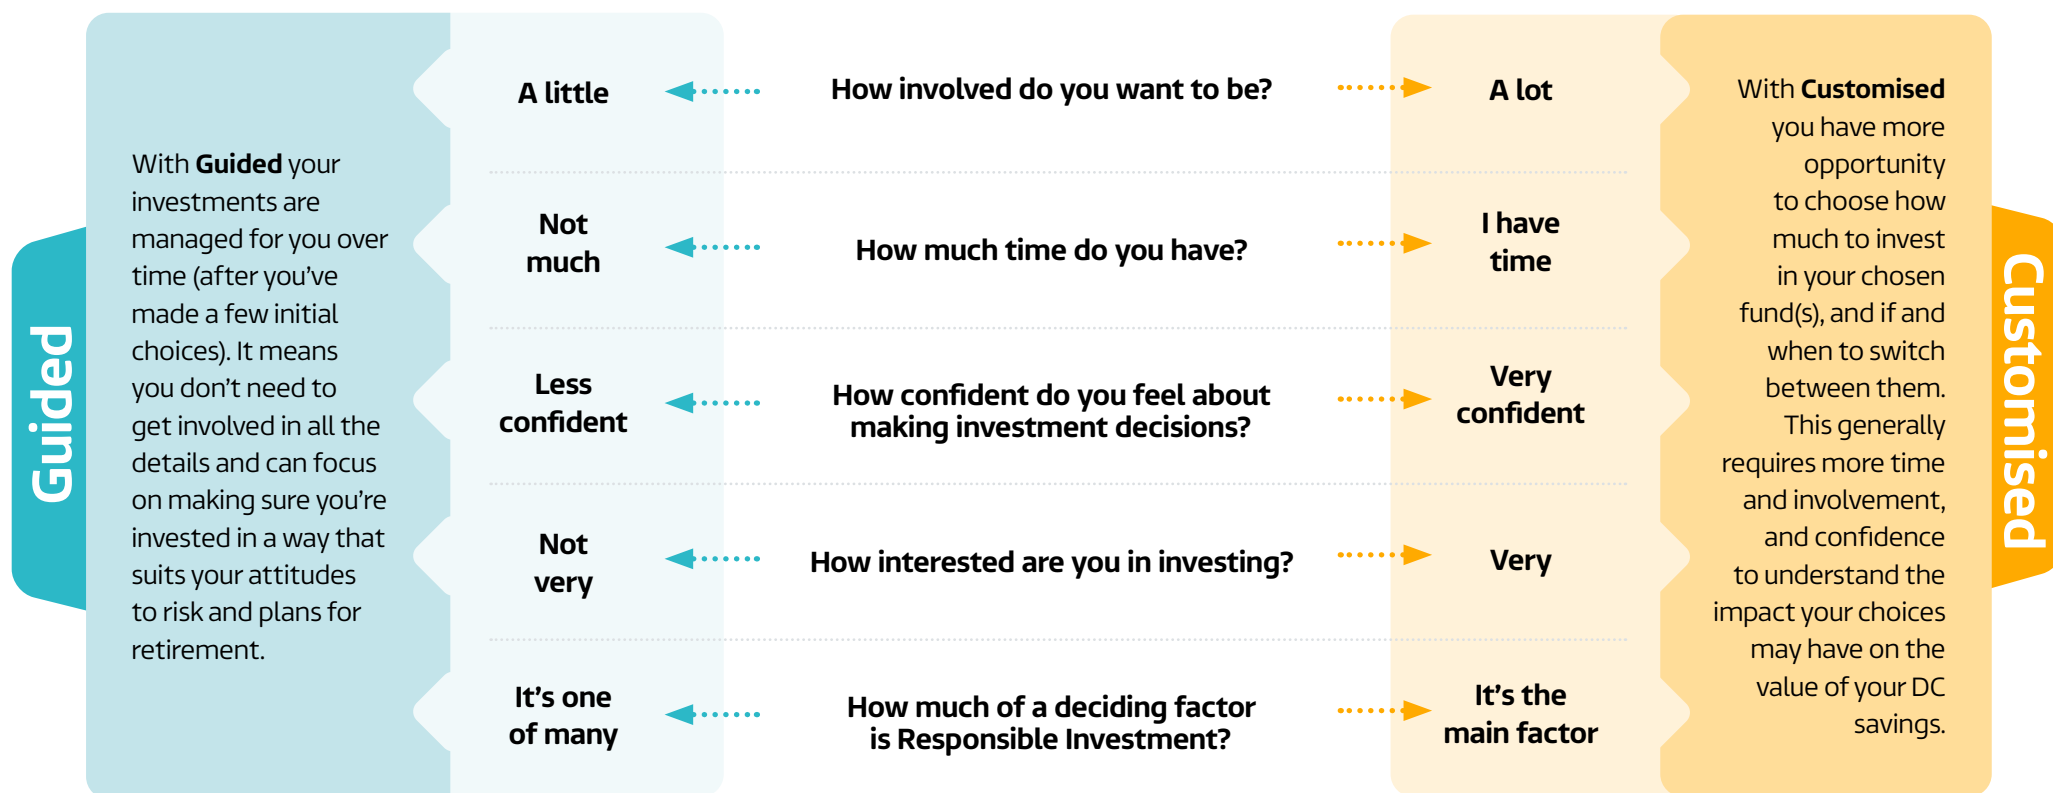 Guided
With Guided your
investments are
managed for you over
time (after you’ve
made a few initial
choices). It means
you don’t need to
get involved in all the
details and can focus
on making sure you’re
invested in a way that
suits your attitudes
to risk and plans for
retirement.
A little
How involved do you want to be?
A lot
Not
much
How much time do you have?
I have
time
Less
confident
How confident do you feel about
making investment decisions?
Very
confident
Not
very
How interested are you in investing?
Very
It’s one
of many
How much of a deciding factor
is Responsible Investment?
It’s the
main factor
With Customised
you have more
opportunity
to choose how
much to invest
in your chosen
fund(s), and if and
when to switch
between them.
This generally
requires more time
and involvement,
and confidence
to understand the
impact your choices
may have on the
value of your DC
savings.
Customised